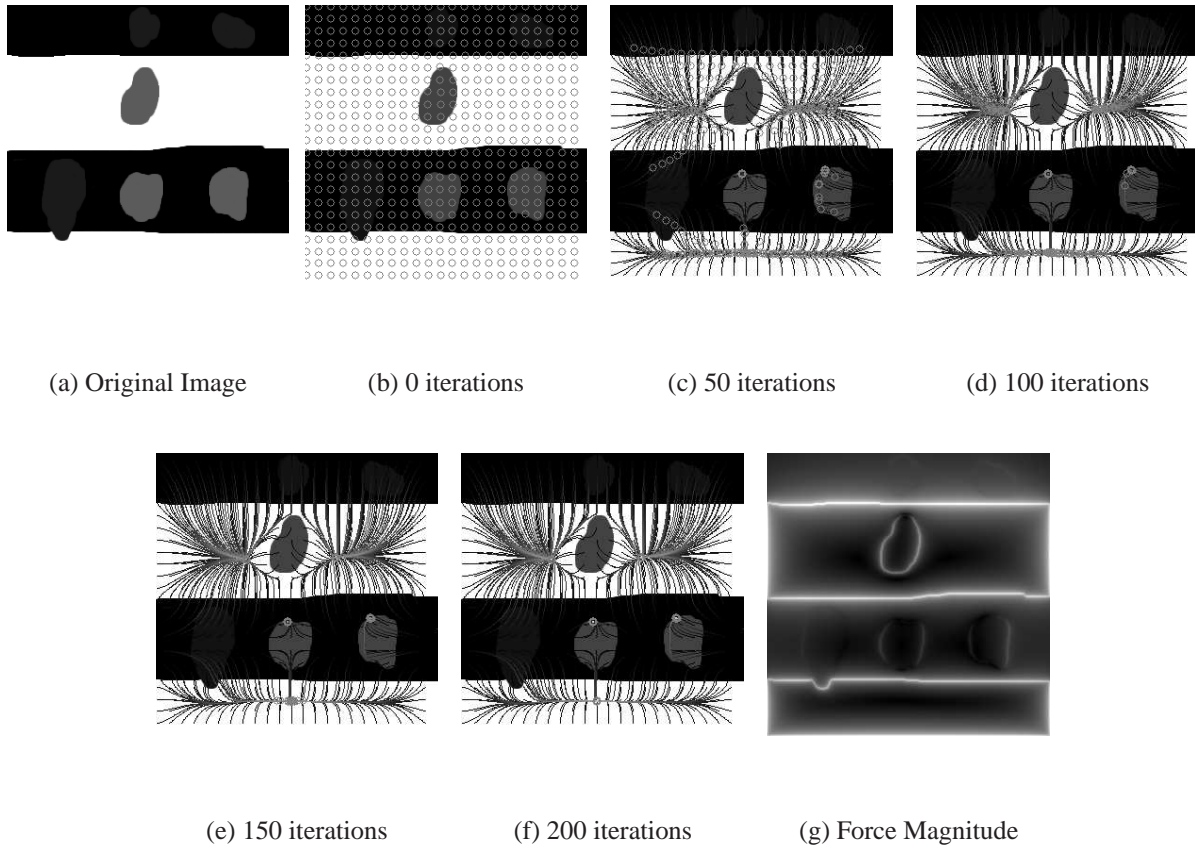 (a) Original Image
(b) 0 iterations
(c) 50 iterations
(d) 100 iterations
(e) 150 iterations
(f) 200 iterations
(g) Force Magnitude